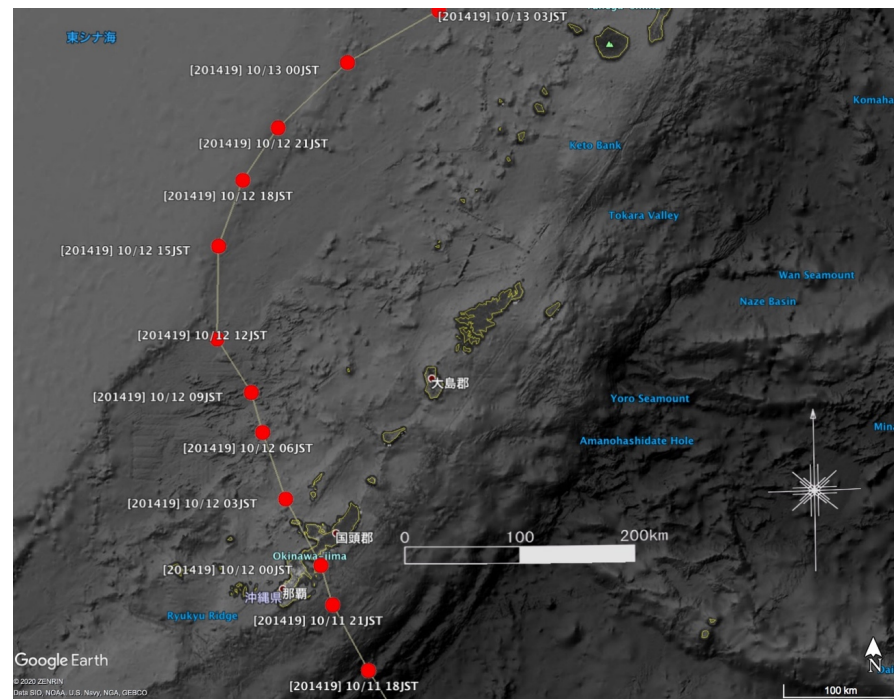 [201419] 10/13 03JST
東シナ海
[201419] 10/13 00JST
Komaha
[201419] 10/12 21JST
Keto Bank
[201419] 10/12 18JST
Tokara Valley
[201419] 10/12 15JST
Wan Seamount
Naze Basin
[201419] 10/12 12JST
大島郡
[201419] 10/12 09JST
Yoro Seamount
Mina
[201419] 10/12 06JST
Amanohashidate Hole
[201419] 10/12 03JST
国頭郡
0 100 200km
Okinawa-jima
[201419] 10/12 00JST
沖縄県
那覇
Ryukyu Ridge
[201419] 10/11 21JST
Google Earth
N
© 2020 ZENRIN
[201419] 10/11 18JST
Data SIO, NOAA, U.S. Navy, NGA, GEBCO
100 km